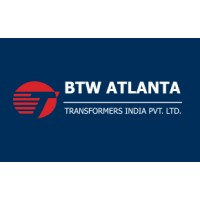 BTW ATLANTA
TRANSFORMERS INDIA PVT. LTD.